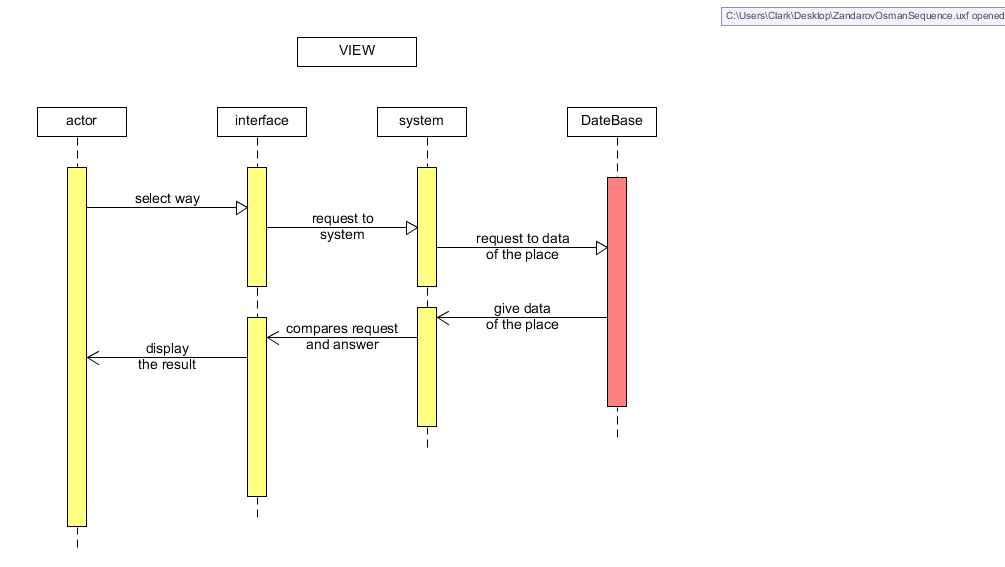 C:\Users\Clark\Desktop\ZandarovOsmanSequence.uxf opened
VIEW
actor
interface
system
DateBase
select way
request to
system
request to data
of the place
give data
of the place
compares request
and answer
display
the result